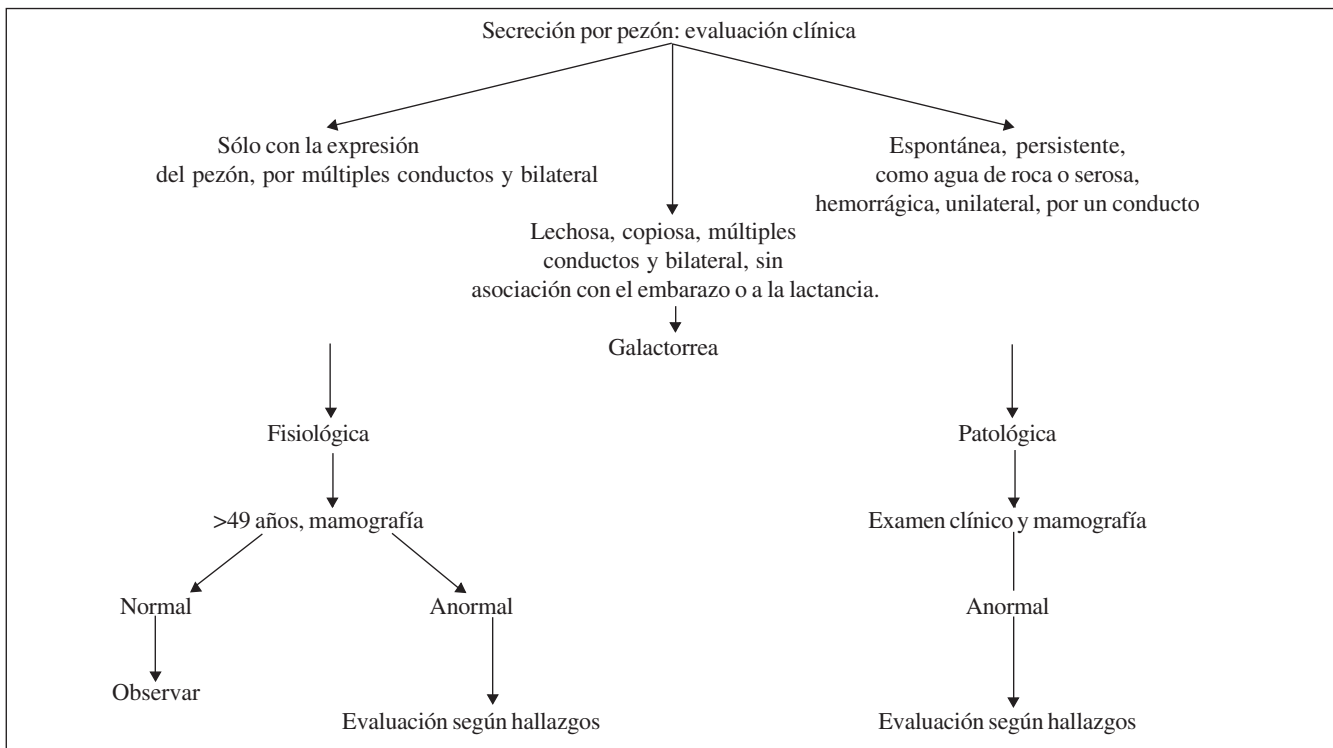 Secreción por pezón: evaluación clínica
Sólo con la expresión
del pezón, por múltiples conductos y bilateral
Espontánea, persistente,
como agua de roca o serosa,
hemorrágica, unilateral, por un conducto
Lechosa, copiosa, múltiples
conductos y bilateral, sin
asociación con el embarazo o a la lactancia.
Galactorrea
Fisiológica
Patológica
>49 años, mamografía
Examen clínico y mamografía
Normal
Anormal
Anormal
Observar
Evaluación según hallazgos
Evaluación según hallazgos